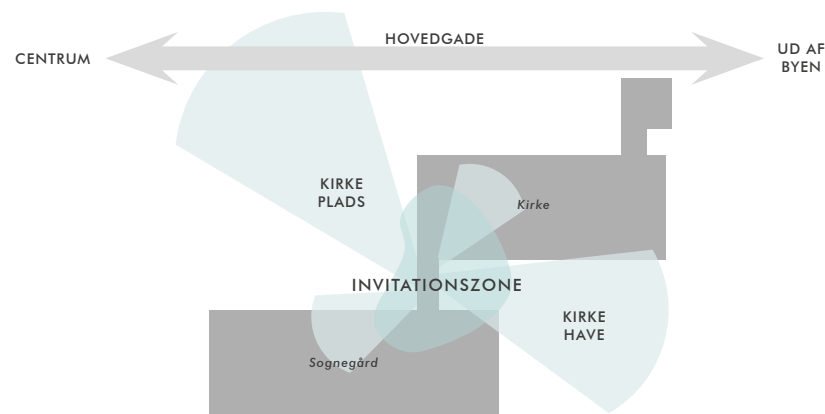 HOVEDGADE
CENTRUM
UD AF
BYEN
KIRKE
PLADS
Kirke
INVITATIONSZONE
KIRKE
HAVE
Sognegård